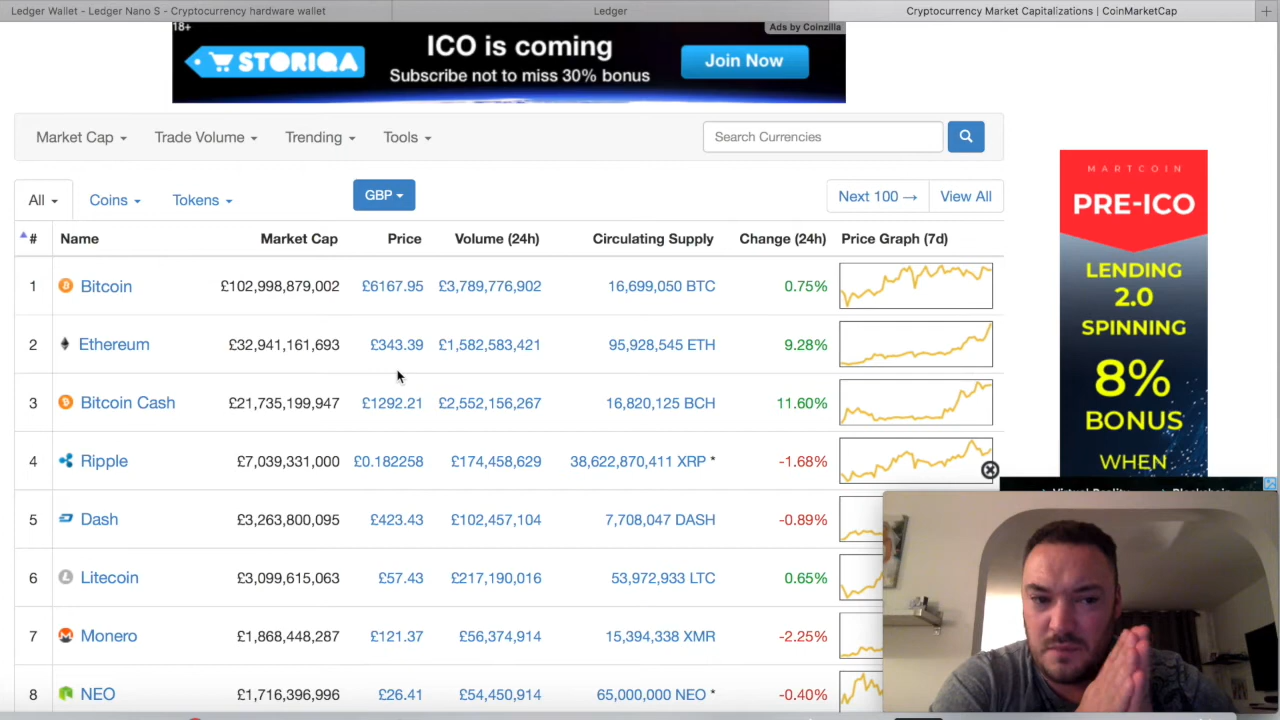 Ledger Wallet - Ledger Nano S - Cryptocurrency hardware wallet
Ledger
Cryptocurrency Market Capitalizations | CoinMarketCap
18+
STORIQA
ICO is coming
Subscribe not to miss 30% bonus
Join Now
Ads by Coinzilla
Market Cap
Trade Volume
Trending
Tools
Search Currencies
All
Coins
Tokens
GBP
Next 100 →
View All
# Name Market Cap Price Volume (24h) Circulating Supply Change (24h) Price Graph (7d)
1 Bitcoin £102,998,879,002 £6167.95 £3,789,776,902 16,699,050 BTC 0.75%
2 Ethereum £32,941,161,693 £343.39 £1,582,583,421 95,928,545 ETH 9.28%
3 Bitcoin Cash £21,735,199,947 £1292.21 £2,552,156,267 16,820,125 BCH 11.60%
4 Ripple £7,039,331,000 £0.182258 £174,458,629 38,622,870,411 XRP * -1.68%
5 Dash £3,263,800,095 £423.43 £102,457,104 7,708,047 DASH -0.89%
6 Litecoin £3,099,615,063 £57.43 £217,190,016 53,972,933 LTC 0.65%
7 Monero £1,868,448,287 £121.37 £56,374,914 15,394,338 XMR -2.25%
8 NEO £1,716,396,996 £26.41 £54,450,914 65,000,000 NEO * -0.40%
MARTCOIN
PRE-ICO
LENDING
2.0
SPINNING
8%
BONUS
WHEN